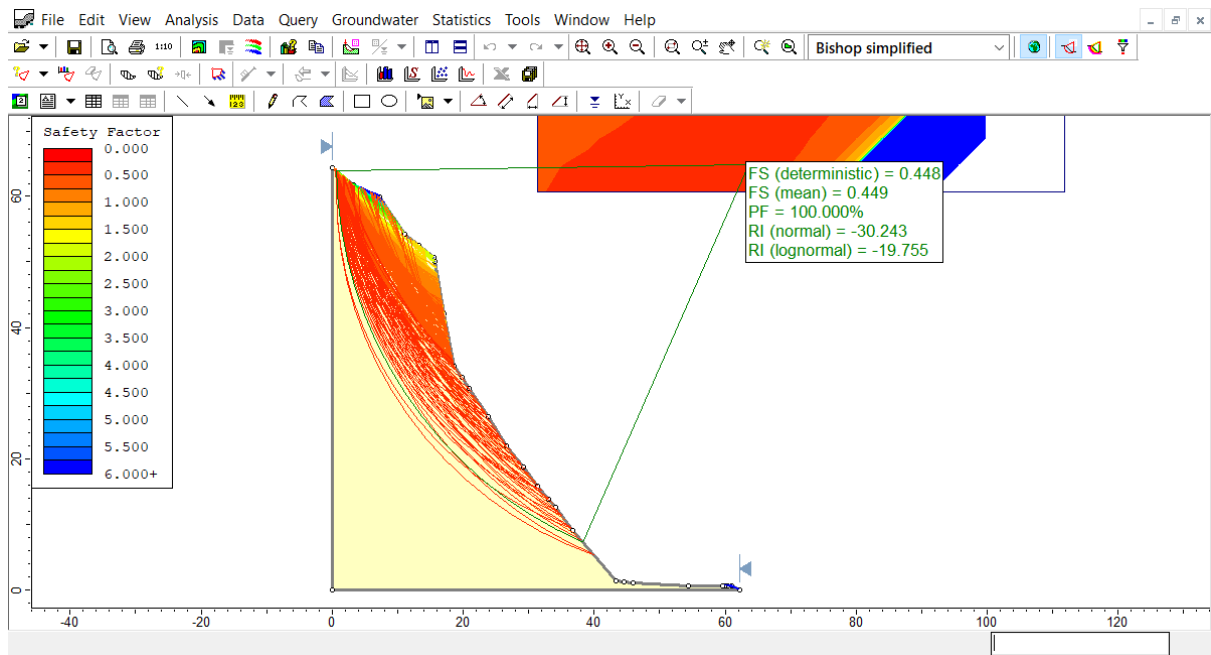 File Edit View Analysis Data Query Groundwater Statistics Tools Window Help
1:10
Bishop simplified
Safety Factor
0.000
0.500
1.000
1.500
2.000
2.500
3.000
3.500
4.000
4.500
5.000
5.500
6.000+
FS (deterministic) = 0.448
FS (mean) = 0.449
PF = 100.000%
RI (normal) = -30.243
RI (lognormal) = -19.755
60
40
20
0
-40 -20 0 20 40 60 80 100 120